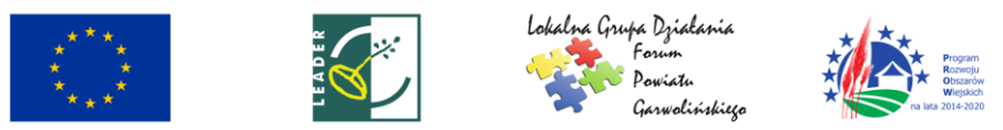 LEADER
Lokalna Grupa Działania
Forum
Powiatu
Garwolińskiego
Program
Rozwoju
Obszarów
Wiejskich
na lata 2014-2020